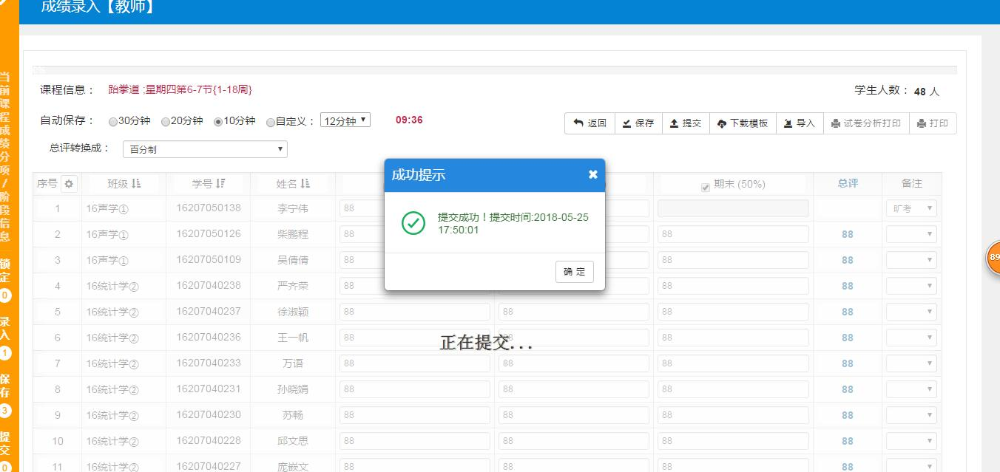 成绩录入【教师】
当前课程成绩分项/阶段信息
锁定
0
录入
1
保存
3
提交
0
课程信息： 跆拳道 ;星期四第6-7节{1-18周} 学生人数： 48 人
自动保存： 30分钟 20分钟 10分钟 自定义： 12分钟 09:36 返回 保存 提交 下载模板 导入 试卷分析打印 打印
总评转换成： 百分制
成功提示
提交成功！提交时间:2018-05-25
17:50:01
确 定
正在提交...
序号 班级 学号 姓名 期末 (50%) 总评 备注
1 16声学① 16207050138 李宁伟 88 旷考
2 16声学① 16207050126 柴鹏程 88 88 88
3 16声学① 16207050109 吴倩倩 88 88 88
4 16统计学② 16207040238 严齐荣 88 88 88
5 16统计学② 16207040237 徐淑颖 88 88 88 88
6 16统计学② 16207040236 王一帆 88 88 88 88
7 16统计学② 16207040233 万语 88 88 88 88
8 16统计学② 16207040231 孙晓娟 88 88 88 88
9 16统计学② 16207040230 苏畅 88 88 88 88
10 16统计学② 16207040228 邱文思 88 88 88 88
11 16统计学② 16207040227 庞嵌文 88 88 88 88
89